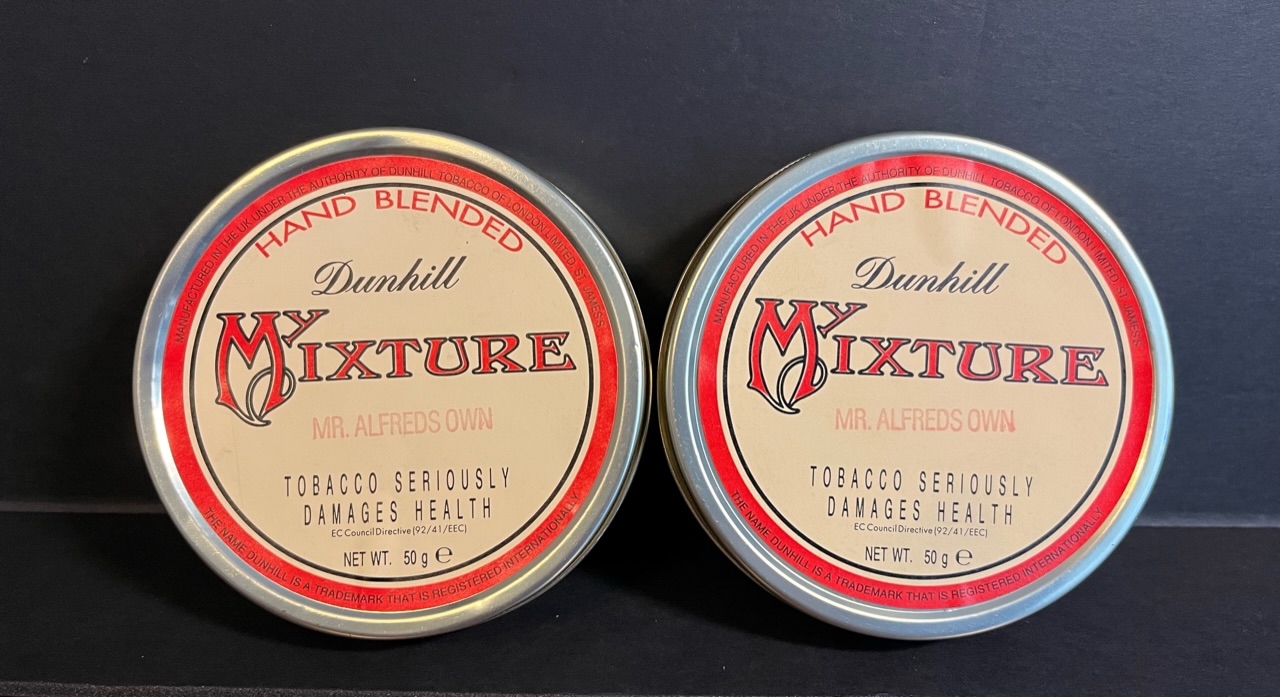 MANUFACTURED IN THE UK UNDER THE AUTHORITY OF DUNHILL TOBACCO OF LONDON LIMITED ST. JAMES'S.
HAND BLENDED
Dunhill
My MIXTURE
MR. ALFREDS OWN
TOBACCO SERIOUSLY
DAMAGES HEALTH
EC Council Directive (92/41/EEC)
NET WT. 50 g ℮
THE NAME DUNHILL IS A TRADEMARK THAT IS REGISTERED INTERNATIONALLY.
MANUFACTURED IN THE UK UNDER THE AUTHORITY OF DUNHILL TOBACCO OF LONDON LIMITED ST. JAMES'S.
HAND BLENDED
Dunhill
My MIXTURE
MR. ALFREDS OWN
TOBACCO SERIOUSLY
DAMAGES HEALTH
EC Council Directive (92/41/EEC)
NET WT. 50 g ℮
THE NAME DUNHILL IS A TRADEMARK THAT IS REGISTERED INTERNATIONALLY.